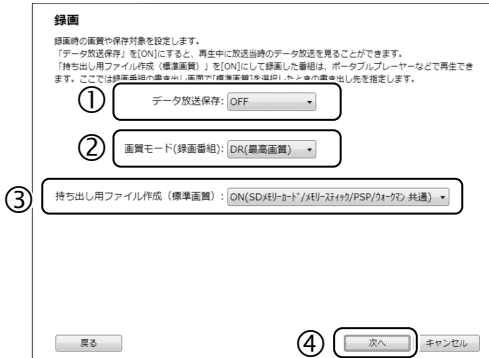 録画
録画時の画質や保存対象を設定します。
「データ放送保存」を[ON]にすると、再生中に放送当時のデータ放送を見ることができます。
「持ち出し用ファイル作成（標準画質）」を[ON]にして録画した番組は、ポータブルプレーヤーなどで再生でき
ます。ここでは録画番組の書き出し画面で[標準画質]を選択したときの書き出し先を指定します。
① データ放送保存: OFF
② 画質モード(録画番組): DR(最高画質)
③ 持ち出し用ファイル作成（標準画質）: ON(SDﾒﾓﾘｰｶｰﾄﾞ/ﾒﾓﾘｰｽﾃｨｯｸ/PSP/ｳｫｰｸﾏﾝ 共通)
戻る ④ 次へ キャンセル